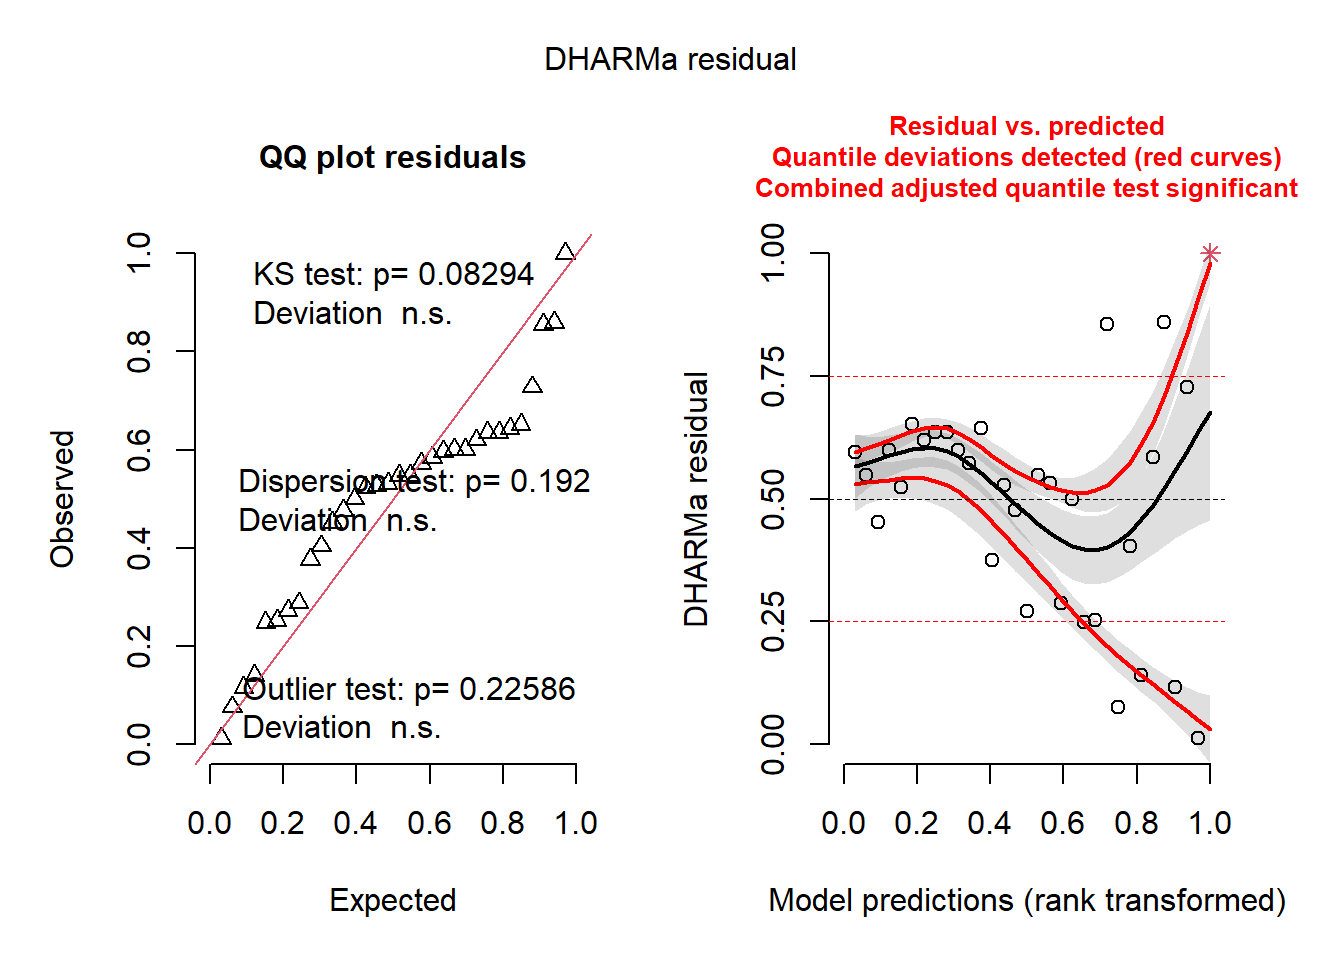 DHARMa residual
QQ plot residuals
KS test: p= 0.08294
Deviation  n.s.
Dispersion test: p= 0.192
Deviation  n.s.
Outlier test: p= 0.22586
Deviation  n.s.
Observed
0.0
0.2
0.4
0.6
0.8
1.0
0.0 0.2 0.4 0.6 0.8 1.0
Expected
Residual vs. predicted
Quantile deviations detected (red curves)
Combined adjusted quantile test significant
DHARMa residual
0.00
0.25
0.50
0.75
1.00
0.0 0.2 0.4 0.6 0.8 1.0
Model predictions (rank transformed)